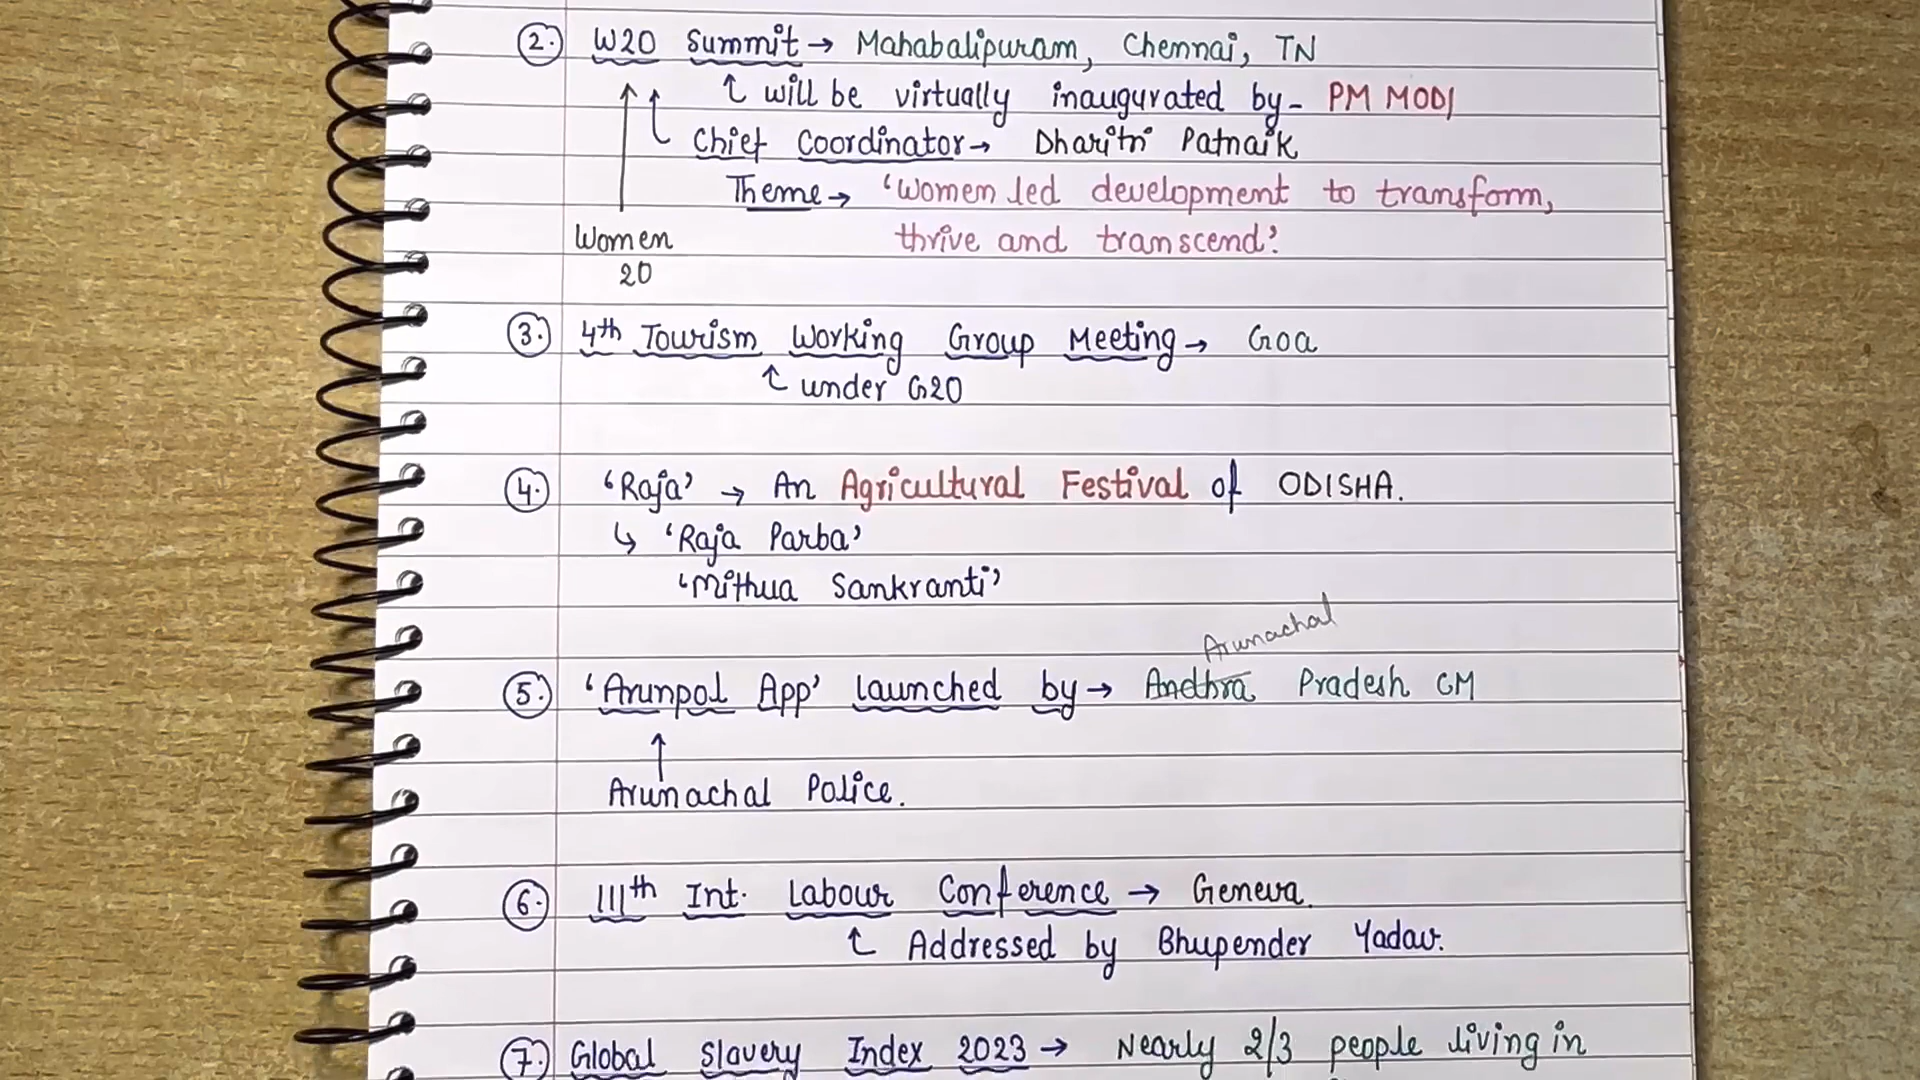 2. W20 Summit → Mahabalipuram, Chennai, TN
will be virtually inaugurated by- PM MODI
Chief Coordinator → Dharitri Patnaik
Theme → 'Women led development to transform,
Women thrive and transcend'.
20
3. 4th Tourism Working Group Meeting → Goa
under G20
4. 'Raja' → An Agricultural Festival of ODISHA.
↳ 'Raja Parba'
'Mithua Sankranti'
Arunachal
5. 'Arunpol App' launched by → Andhra Pradesh CM
Arunachal Police.
6. 111th Int. Labour Conference → Geneva.
Addressed by Bhupender Yadav.
7. Global Slavery Index 2023 → Nearly 2/3 people living in